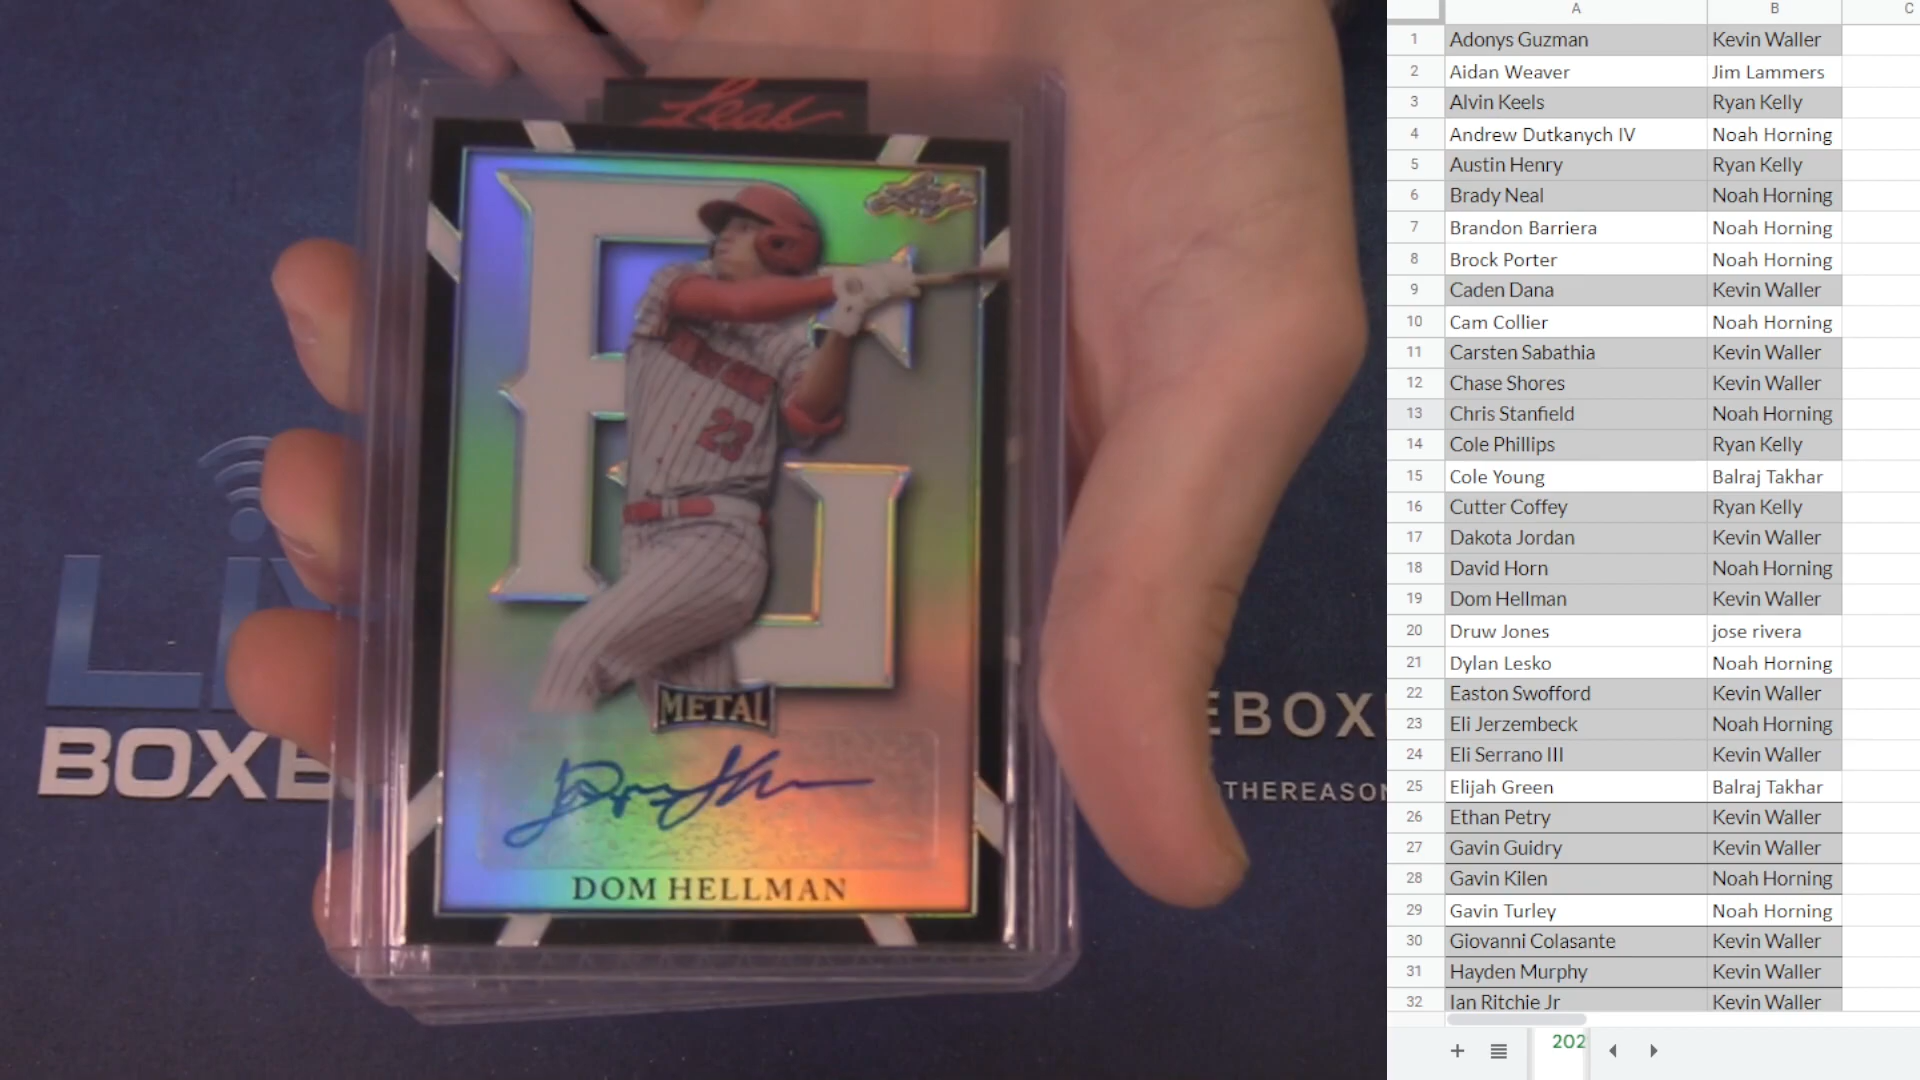 Leaf
PG
23
METAL
DOM HELLMAN
LIV
BOXB
EBOX
THEREASON
A B C
1 Adonys Guzman Kevin Waller
2 Aidan Weaver Jim Lammers
3 Alvin Keels Ryan Kelly
4 Andrew Dutkanych IV Noah Horning
5 Austin Henry Ryan Kelly
6 Brady Neal Noah Horning
7 Brandon Barriera Noah Horning
8 Brock Porter Noah Horning
9 Caden Dana Kevin Waller
10 Cam Collier Noah Horning
11 Carsten Sabathia Kevin Waller
12 Chase Shores Kevin Waller
13 Chris Stanfield Noah Horning
14 Cole Phillips Ryan Kelly
15 Cole Young Balraj Takhar
16 Cutter Coffey Ryan Kelly
17 Dakota Jordan Kevin Waller
18 David Horn Noah Horning
19 Dom Hellman Kevin Waller
20 Druw Jones jose rivera
21 Dylan Lesko Noah Horning
22 Easton Swofford Kevin Waller
23 Eli Jerzembeck Noah Horning
24 Eli Serrano III Kevin Waller
25 Elijah Green Balraj Takhar
26 Ethan Petry Kevin Waller
27 Gavin Guidry Kevin Waller
28 Gavin Kilen Noah Horning
29 Gavin Turley Noah Horning
30 Giovanni Colasante Kevin Waller
31 Hayden Murphy Kevin Waller
32 Ian Ritchie Jr Kevin Waller
202